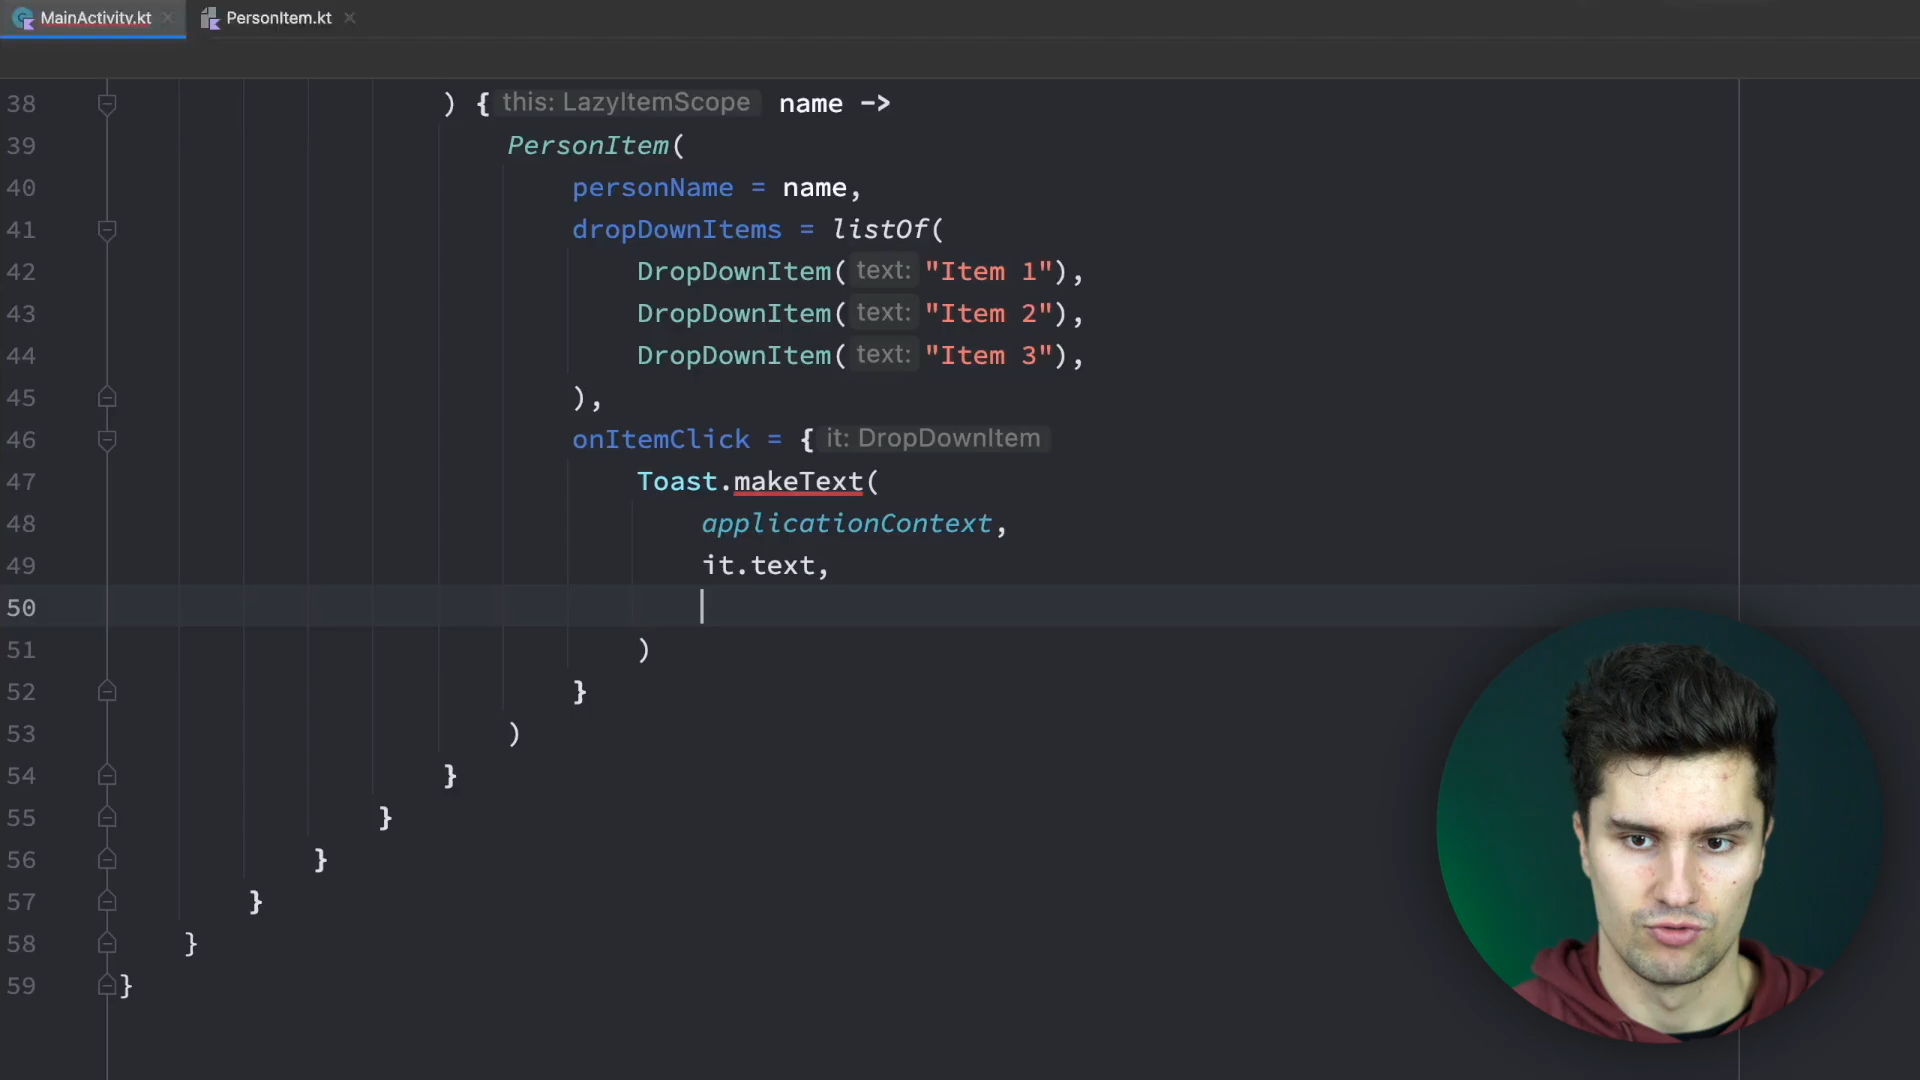 MainActivity.kt PersonItem.kt
38 ) { this: LazyItemScope name ->
39 PersonItem(
40 personName = name,
41 dropDownItems = listOf(
42 DropDownItem( text: "Item 1"),
43 DropDownItem( text: "Item 2"),
44 DropDownItem( text: "Item 3"),
45 ),
46 onItemClick = { it: DropDownItem
47 Toast.makeText(
48 applicationContext,
49 it.text,
50
51 )
52 }
53 )
54 }
55 }
56 }
57 }
58 }
59 }